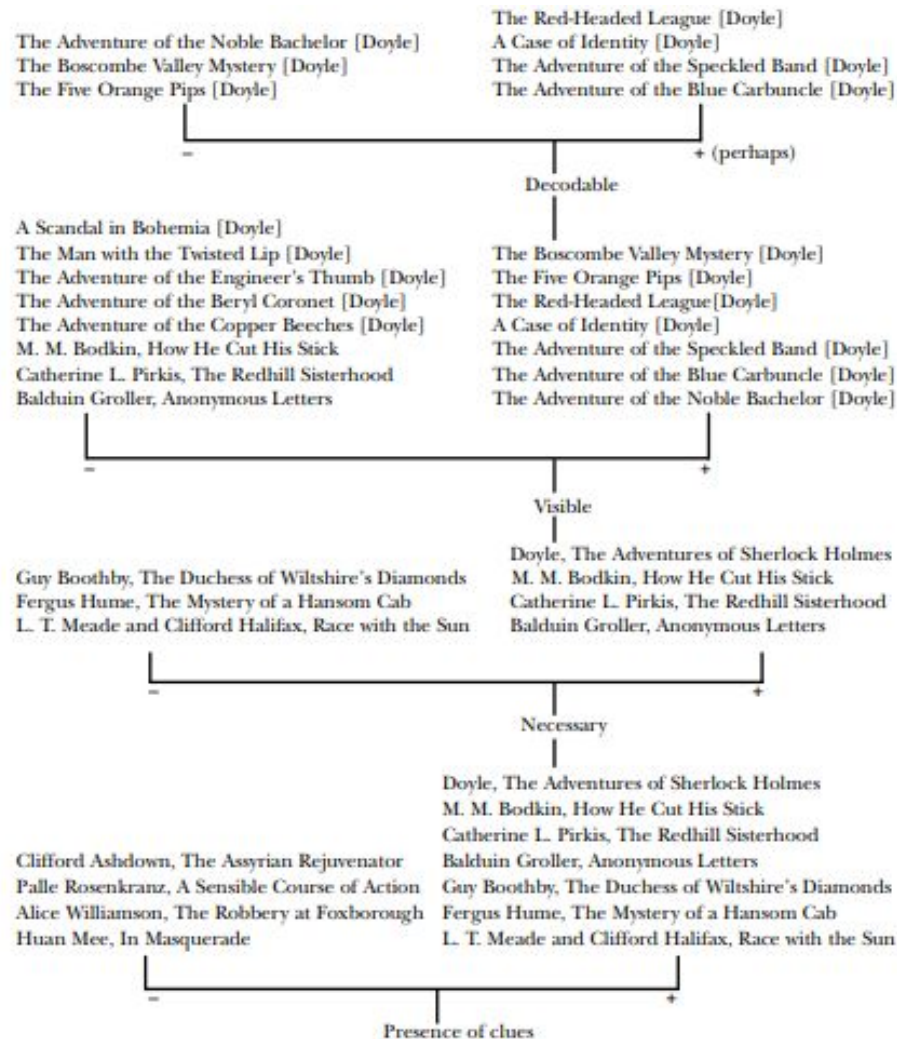 The Adventure of the Noble Bachelor [Doyle]
The Boscombe Valley Mystery [Doyle]
The Five Orange Pips [Doyle]
The Red-Headed League [Doyle]
A Case of Identity [Doyle]
The Adventure of the Speckled Band [Doyle]
The Adventure of the Blue Carbuncle [Doyle]
–
+ (perhaps)
Decodable
A Scandal in Bohemia [Doyle]
The Man with the Twisted Lip [Doyle]
The Adventure of the Engineer's Thumb [Doyle]
The Adventure of the Beryl Coronet [Doyle]
The Adventure of the Copper Beeches [Doyle]
M. M. Bodkin, How He Cut His Stick
Catherine L. Pirkis, The Redhill Sisterhood
Balduin Groller, Anonymous Letters
The Boscombe Valley Mystery [Doyle]
The Five Orange Pips [Doyle]
The Red-Headed League[Doyle]
A Case of Identity [Doyle]
The Adventure of the Speckled Band [Doyle]
The Adventure of the Blue Carbuncle [Doyle]
The Adventure of the Noble Bachelor [Doyle]
–
+
Visible
Guy Boothby, The Duchess of Wiltshire's Diamonds
Fergus Hume, The Mystery of a Hansom Cab
L. T. Meade and Clifford Halifax, Race with the Sun
Doyle, The Adventures of Sherlock Holmes
M. M. Bodkin, How He Cut His Stick
Catherine L. Pirkis, The Redhill Sisterhood
Balduin Groller, Anonymous Letters
–
+
Necessary
Clifford Ashdown, The Assyrian Rejuvenator
Palle Rosenkranz, A Sensible Course of Action
Alice Williamson, The Robbery at Foxborough
Huan Mee, In Masquerade
Doyle, The Adventures of Sherlock Holmes
M. M. Bodkin, How He Cut His Stick
Catherine L. Pirkis, The Redhill Sisterhood
Balduin Groller, Anonymous Letters
Guy Boothby, The Duchess of Wiltshire's Diamonds
Fergus Hume, The Mystery of a Hansom Cab
L. T. Meade and Clifford Halifax, Race with the Sun
–
+
Presence of clues